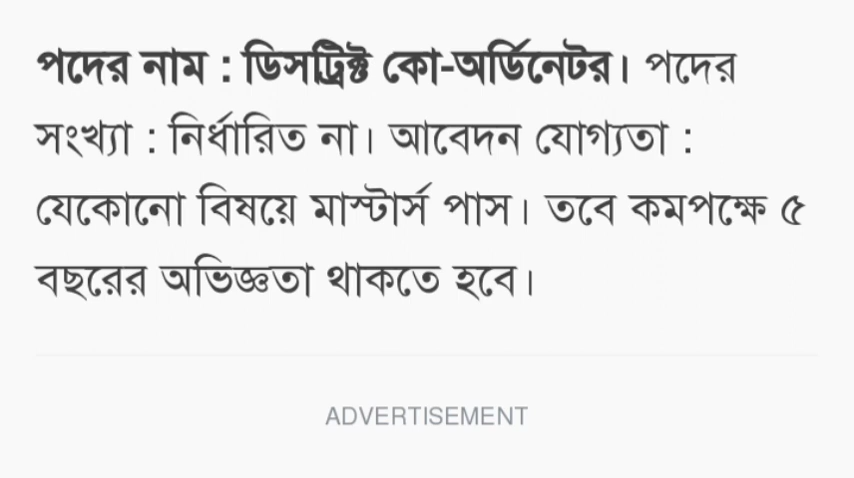 পদের নাম : ডিসট্রিক্ট কো-অর্ডিনেটর। পদের
সংখ্যা : নির্ধারিত না। আবেদন যোগ্যতা :
যেকোনো বিষয়ে মাস্টার্স পাস। তবে কমপক্ষে ৫
বছরের অভিজ্ঞতা থাকতে হবে।
ADVERTISEMENT